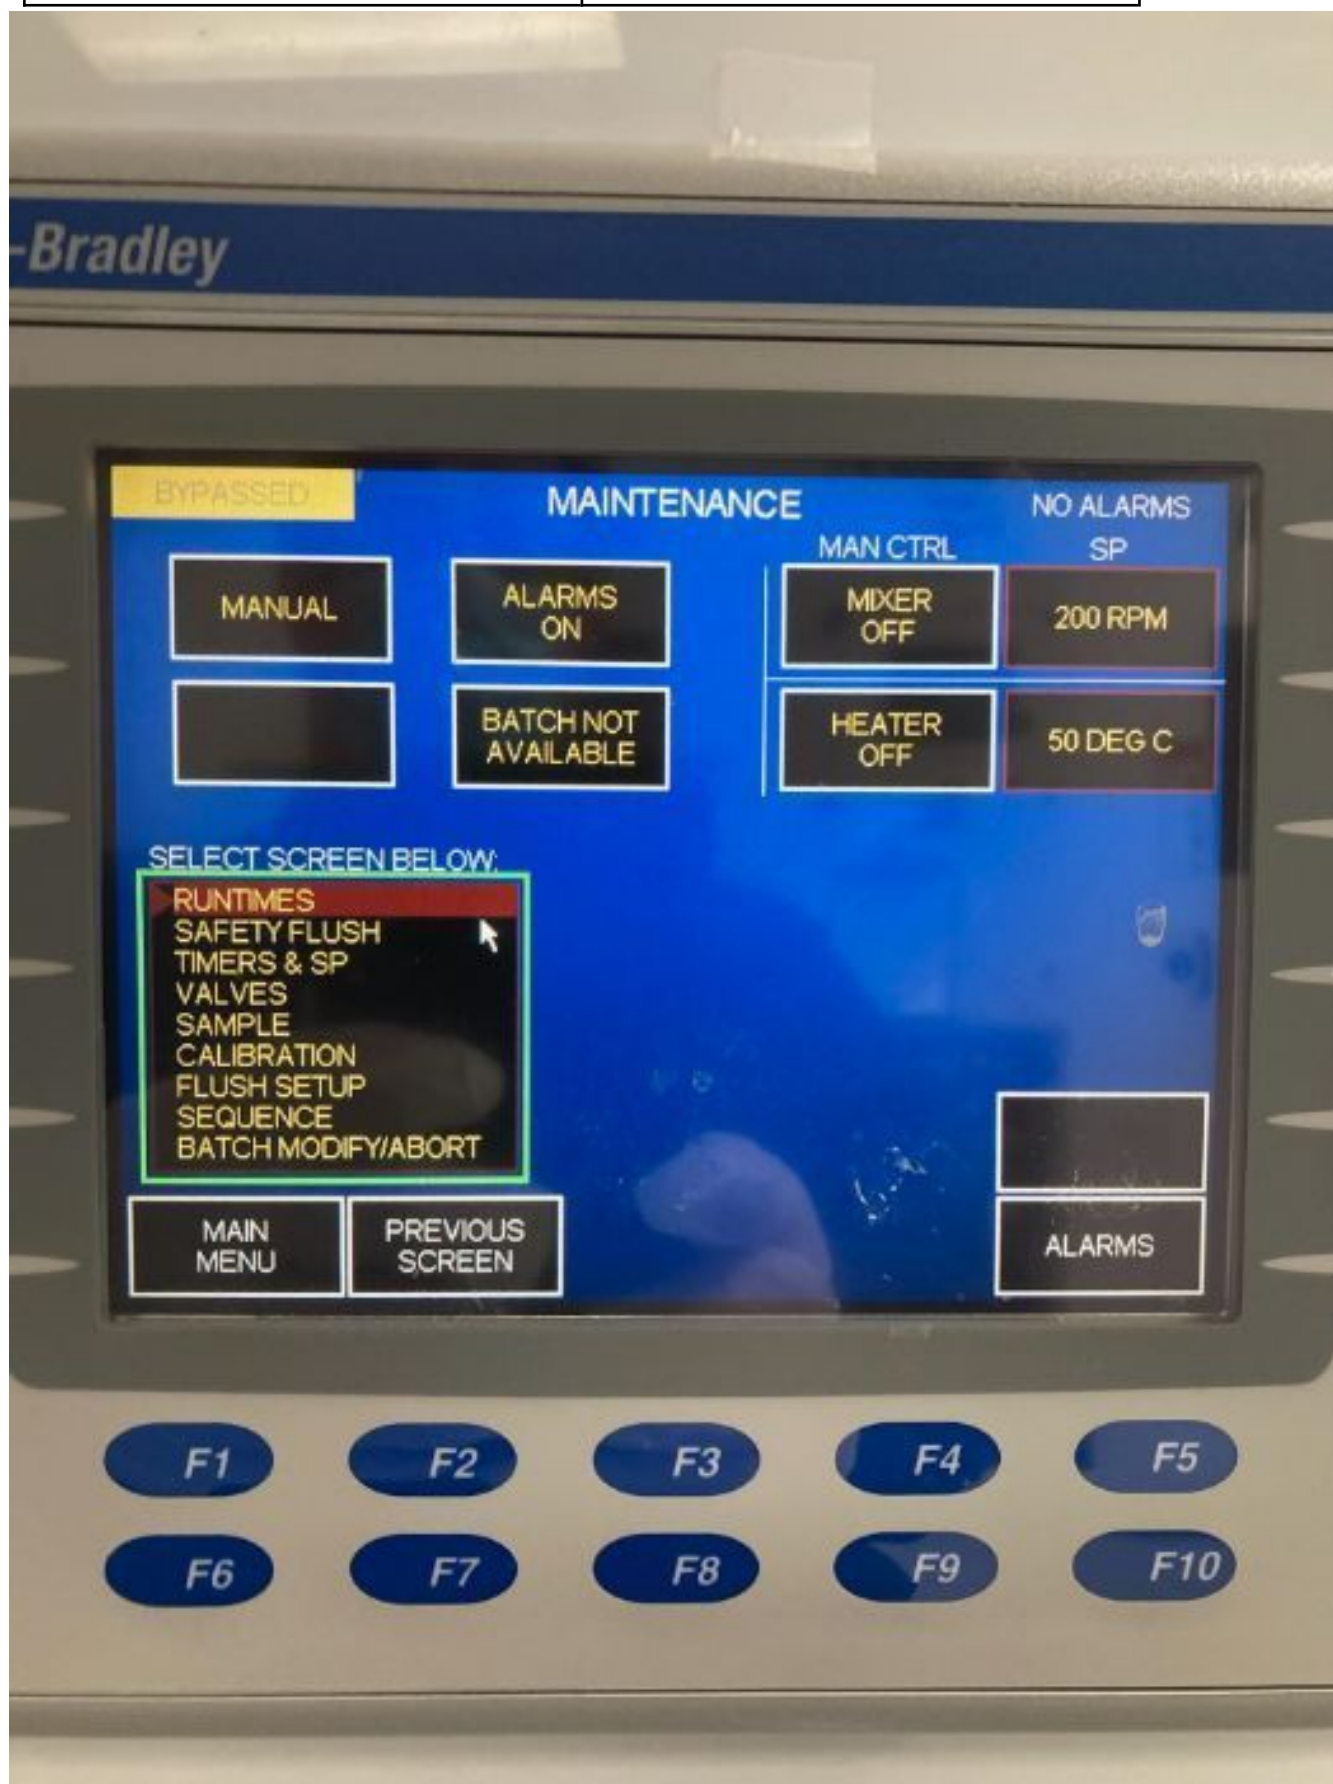 -Bradley
BYPASSED
MAINTENANCE
NO ALARMS
MAN CTRL
SP
MANUAL
ALARMS
ON
MIXER
OFF
200 RPM
BATCH NOT
AVAILABLE
HEATER
OFF
50 DEG C
SELECT SCREEN BELOW:
RUNTIMES
SAFETY FLUSH
TIMERS & SP
VALVES
SAMPLE
CALIBRATION
FLUSH SETUP
SEQUENCE
BATCH MODIFY/ABORT
MAIN
MENU
PREVIOUS
SCREEN
ALARMS
F1
F2
F3
F4
F5
F6
F7
F8
F9
F10